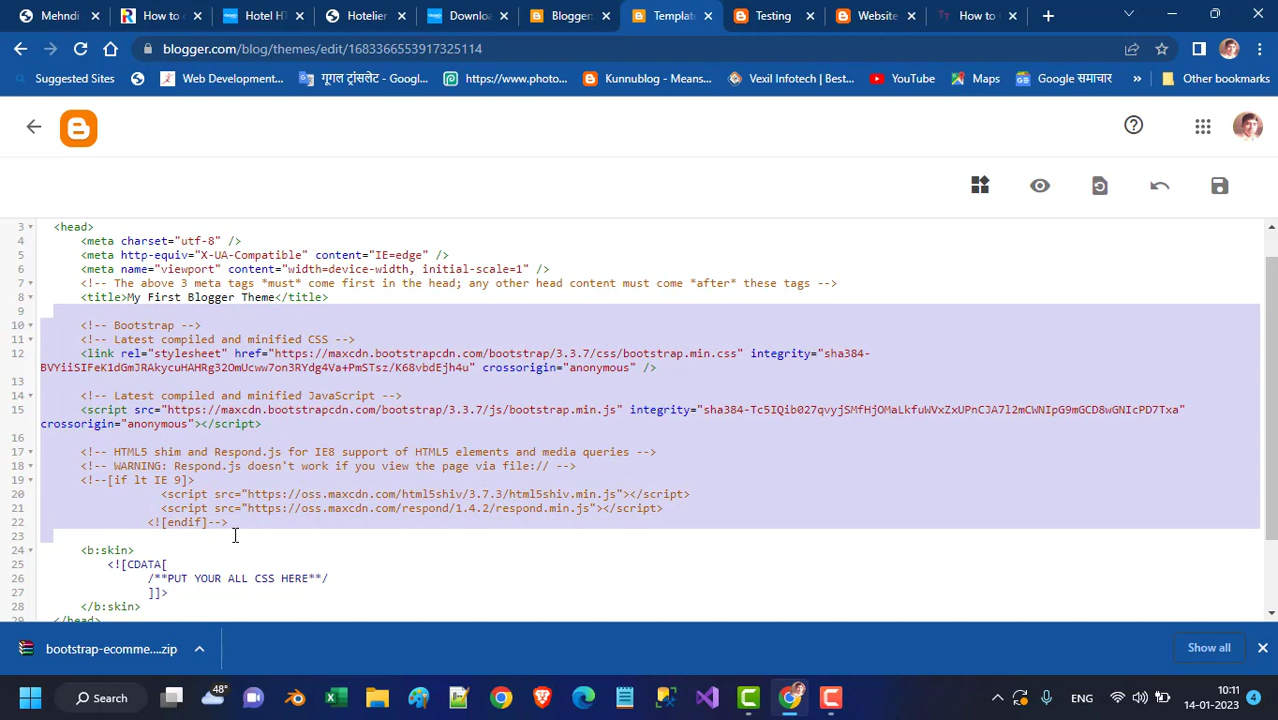 Mehndi
How to c
Hotel HT
Hotelier
Downloa
Blogger:
Templat
Testing
Website
How to C
blogger.com/blog/themes/edit/1683366553917325114
Suggested Sites
Web Development...
गूगल ट्रांसलेट - Googl...
https://www.photo...
Kunnublog - Means...
Vexil Infotech | Best...
YouTube
Maps
Google समाचार
»
Other bookmarks
3 <head>
4 <meta charset="utf-8" />
5 <meta http-equiv="X-UA-Compatible" content="IE=edge" />
6 <meta name="viewport" content="width=device-width, initial-scale=1" />
7 <!-- The above 3 meta tags *must* come first in the head; any other head content must come *after* these tags -->
8 <title>My First Blogger Theme</title>
9
10 <!-- Bootstrap -->
11 <!-- Latest compiled and minified CSS -->
12 <link rel="stylesheet" href="https://maxcdn.bootstrapcdn.com/bootstrap/3.3.7/css/bootstrap.min.css" integrity="sha384-
BVYiiSIFeK1dGmJRAkycuHAHRg32OmUcww7on3RYdg4Va+PmSTsz/K68vbdEjh4u" crossorigin="anonymous" />
13
14 <!-- Latest compiled and minified JavaScript -->
15 <script src="https://maxcdn.bootstrapcdn.com/bootstrap/3.3.7/js/bootstrap.min.js" integrity="sha384-Tc5IQib027qvyjSMfHjOMaLkfuWVxZxUPnCJA7l2mCWNIpG9mGCD8wGNIcPD7Txa"
crossorigin="anonymous"></script>
16
17 <!-- HTML5 shim and Respond.js for IE8 support of HTML5 elements and media queries -->
18 <!-- WARNING: Respond.js doesn't work if you view the page via file:// -->
19 <!--[if lt IE 9]>
20 <script src="https://oss.maxcdn.com/html5shiv/3.7.3/html5shiv.min.js"></script>
21 <script src="https://oss.maxcdn.com/respond/1.4.2/respond.min.js"></script>
22 <![endif]-->
23
24 <b:skin>
25 <![CDATA[
26 /**PUT YOUR ALL CSS HERE**/
27 ]]>
28 </b:skin>
29 </head>
bootstrap-ecomme....zip
Show all
48°
Search
ENG
10:11
14-01-2023
4